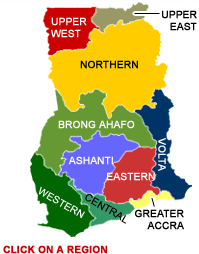 UPPER
WEST
UPPER
EAST
NORTHERN
BRONG AHAFO
ASHANTI
VOLTA
EASTERN
WESTERN
CENTRAL
GREATER
ACCRA
CLICK ON A REGION